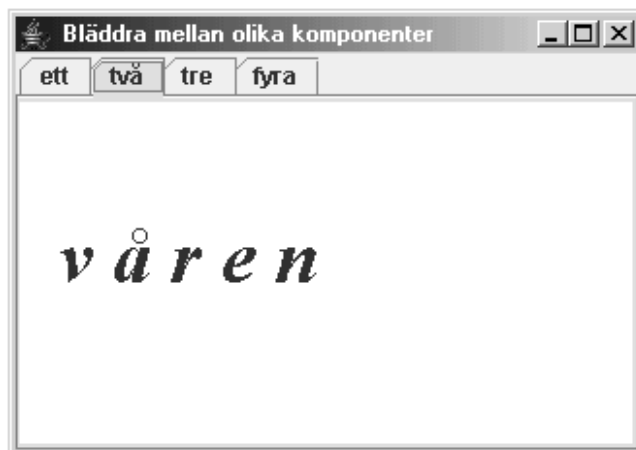 Bläddra mellan olika komponenter
ett två tre fyra
v å r e n